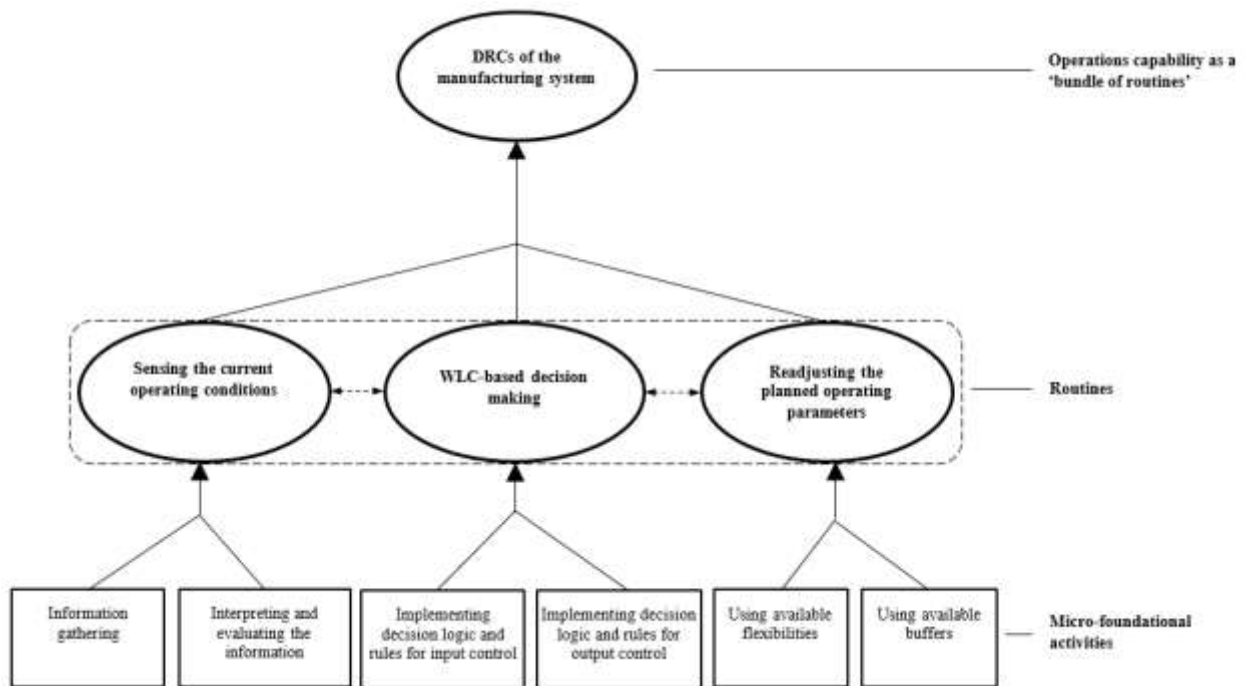 DRCs of the
manufacturing system
Operations capability as a
‘bundle of routines’
Sensing the current
operating conditions
WLC-based decision
making
Readjusting the
planned operating
parameters
Routines
Information
gathering
Interpreting and
evaluating the
information
Implementing
decision logic and
rules for input control
Implementing decision
logic and rules for
output control
Using available
flexibilities
Using available
buffers
Micro-foundational
activities